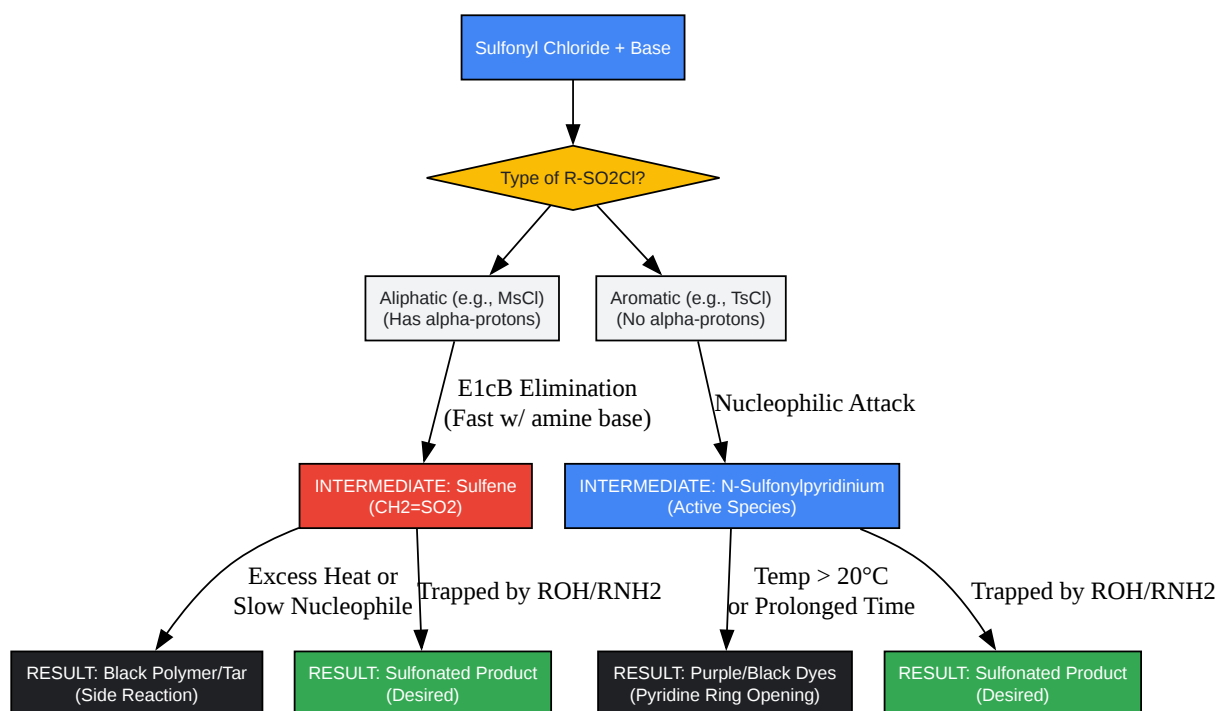 Sulfonyl Chloride + Base
Type of R-SO2Cl?
Aliphatic (e.g., MsCl)
(Has alpha-protons)
Aromatic (e.g., TsCl)
(No alpha-protons)
E1cB Elimination
(Fast w/ amine base)
Nucleophilic Attack
INTERMEDIATE: Sulfene
(CH2=SO2)
INTERMEDIATE: N-Sulfonylpyridinium
(Active Species)
Excess Heat or
Slow Nucleophile
Trapped by ROH/RNH2
Temp > 20°C
or Prolonged Time
Trapped by ROH/RNH2
RESULT: Black Polymer/Tar
(Side Reaction)
RESULT: Sulfonated Product
(Desired)
RESULT: Purple/Black Dyes
(Pyridine Ring Opening)
RESULT: Sulfonated Product
(Desired)